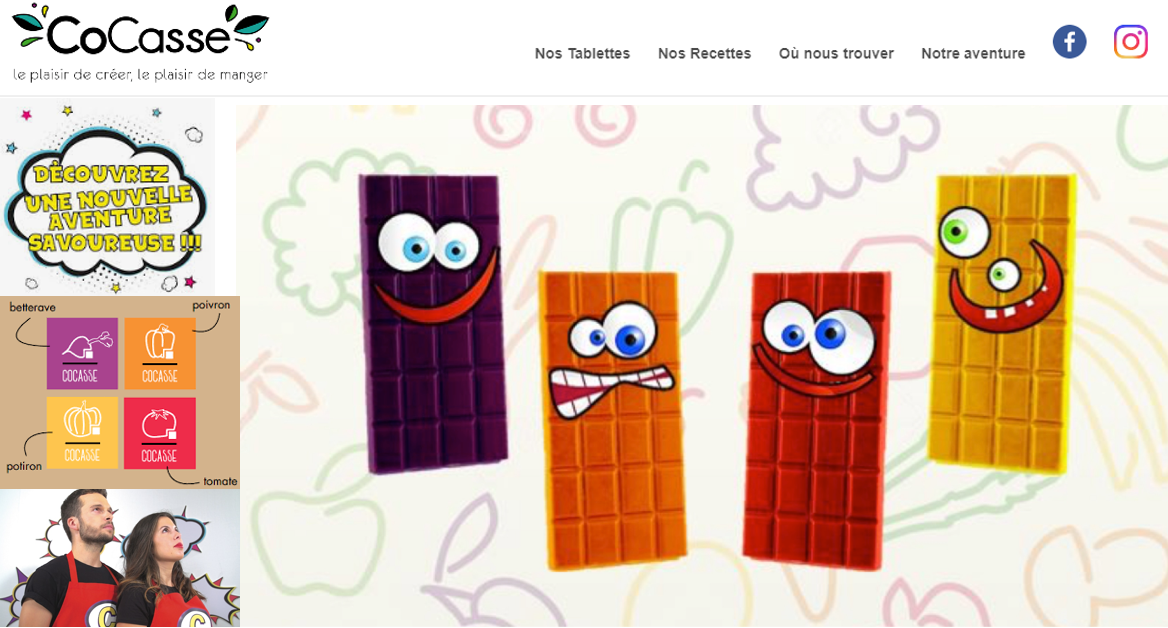 CoCasse
le plaisir de créer, le plaisir de manger
Nos Tablettes
Nos Recettes
Où nous trouver
Notre aventure
DÉCOUVREZ
UNE NOUVELLE
AVENTURE
SAVOUREUSE !!!
betterave
poivron
COCASSE
COCASSE
COCASSE
COCASSE
potiron
tomate
C
C